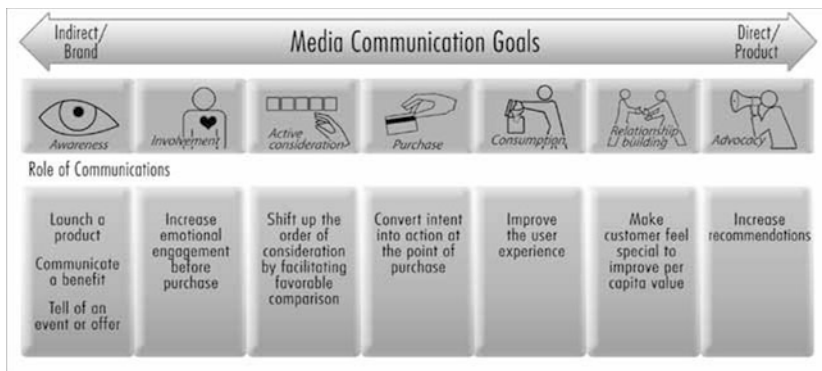 Indirect/
Brand
Media Communication Goals
Direct/
Product
Awareness
Involvement
Active
consideration
Purchase
Consumption
Relationship
building
Advocacy
Role of Communications
Launch a
product
Communicate
a benefit
Tell of an
event or offer
Increase
emotional
engagement
before
purchase
Shift up the
order of
consideration
by facilitating
favorable
comparison
Convert intent
into action at
the point of
purchase
Improve
the user
experience
Make
customer feel
special to
improve per
capita value
Increase
recommendations